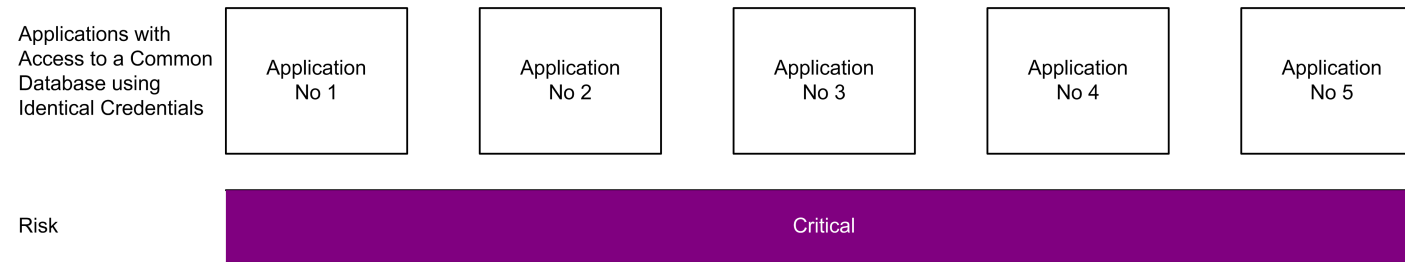 Applications with
Access to a Common
Database using
Identical Credentials
Application
No 1
Application
No 2
Application
No 3
Application
No 4
Application
No 5
Risk
Critical